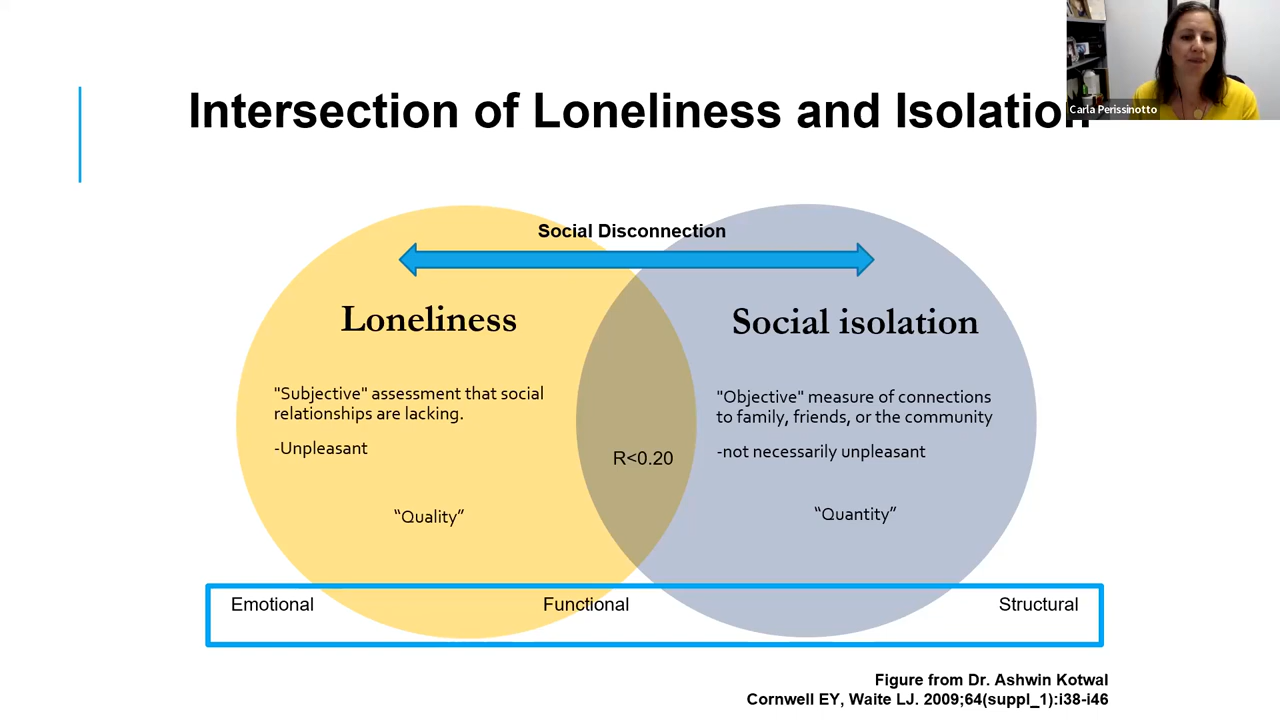 Intersection of Loneliness and Isolation
Carla Perissinotto
Social Disconnection
Loneliness
Social isolation
"Subjective" assessment that social
relationships are lacking.
-Unpleasant
“Quality”
R<0.20
"Objective" measure of connections
to family, friends, or the community
-not necessarily unpleasant
“Quantity”
Emotional
Functional
Structural
Figure from Dr. Ashwin Kotwal
Cornwell EY, Waite LJ. 2009;64(suppl_1):i38-i46